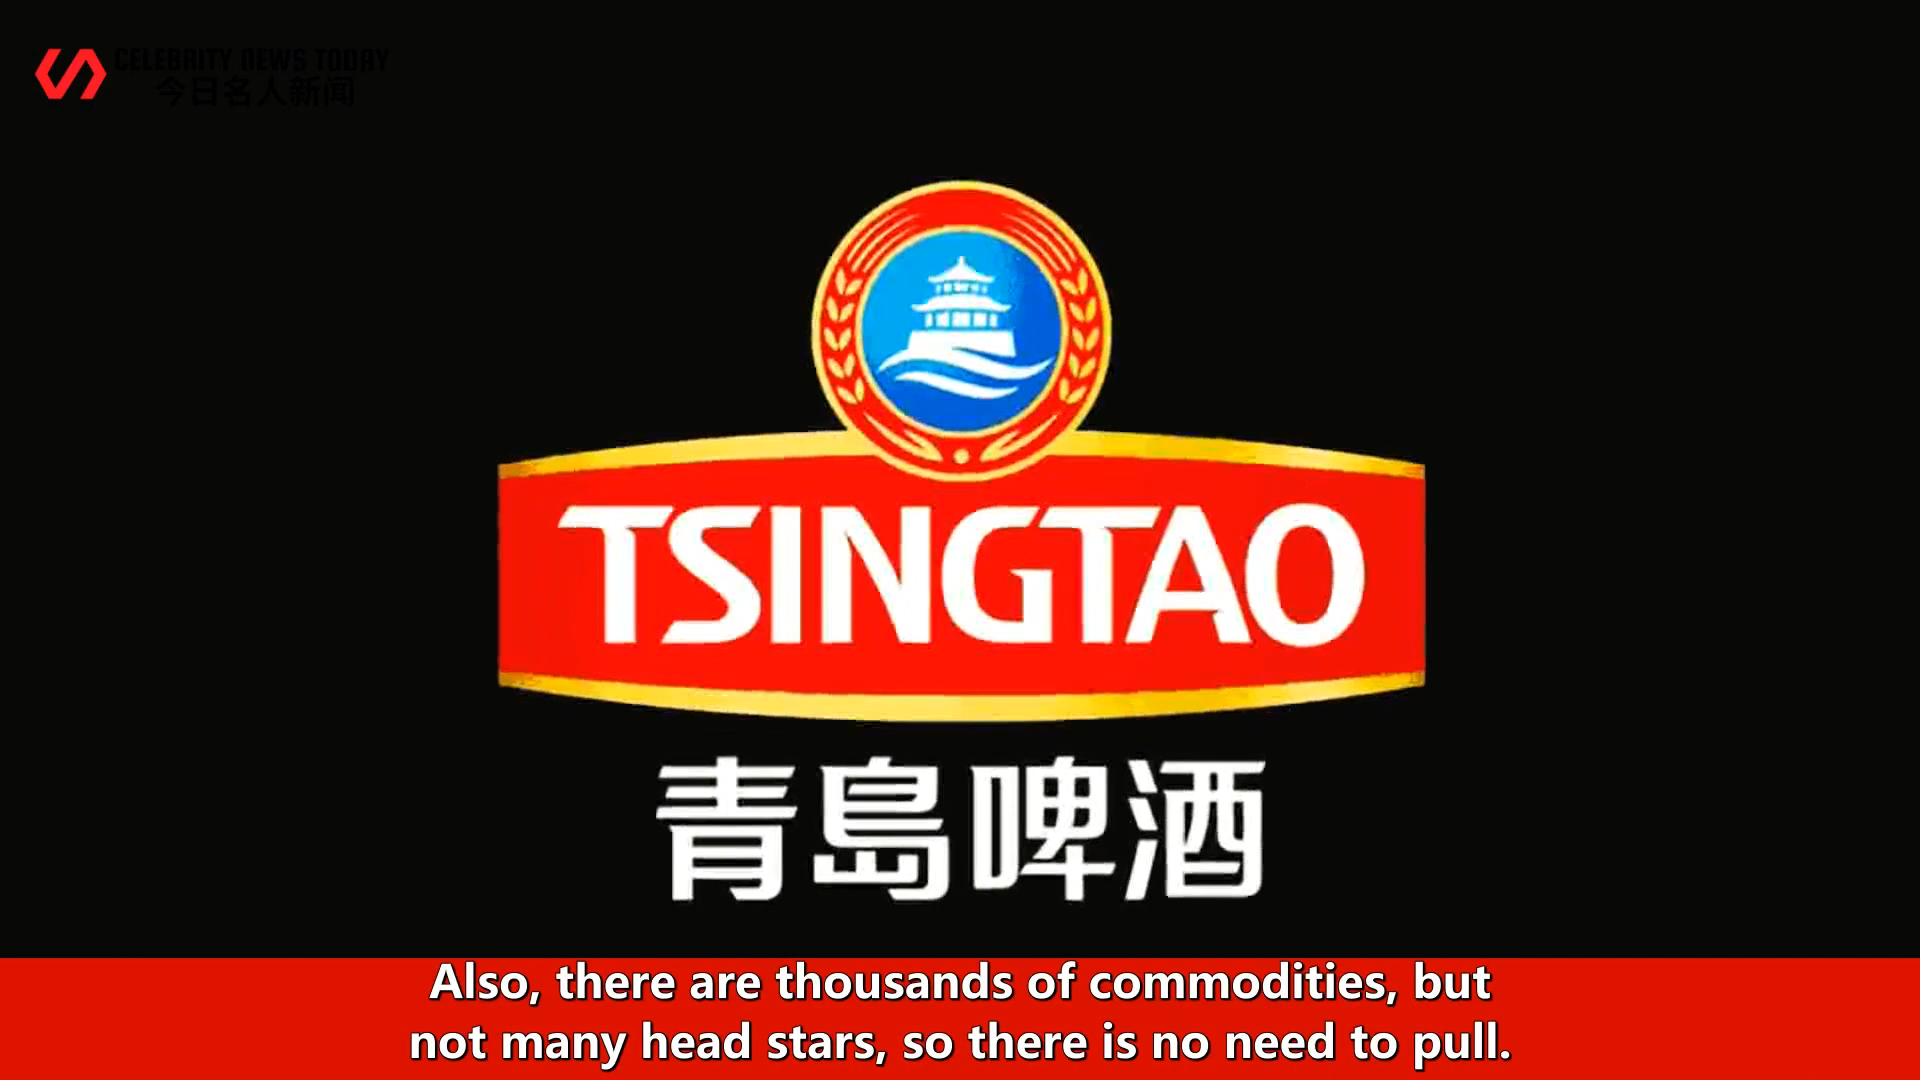 CELEBRITY NEWS TODAY
今日名人新闻
TSINGTAO
青島啤酒
Also, there are thousands of commodities, but
not many head stars, so there is no need to pull.